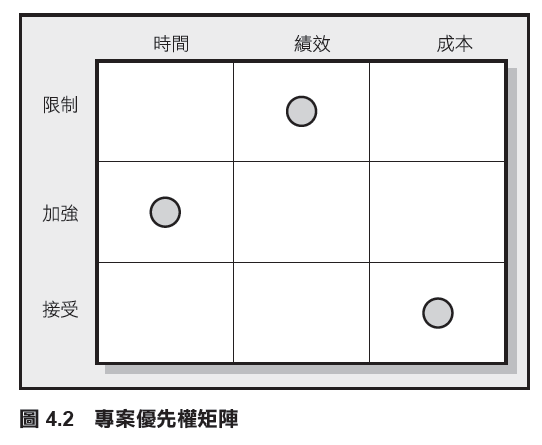 時間 績效 成本
限制
加強
接受
圖 4.2 專案優先權矩陣